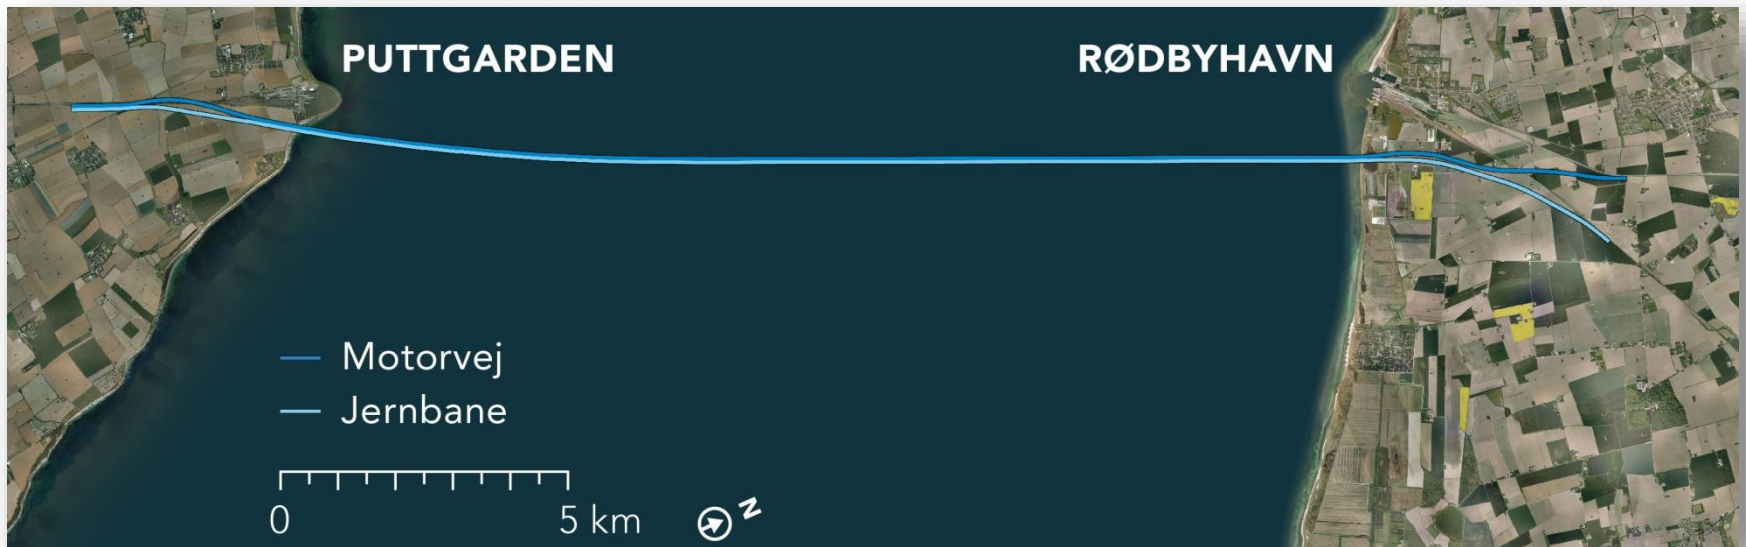 PUTTGARDEN
RØDBYHAVN
Motorvej
Jernbane
0
5 km
N